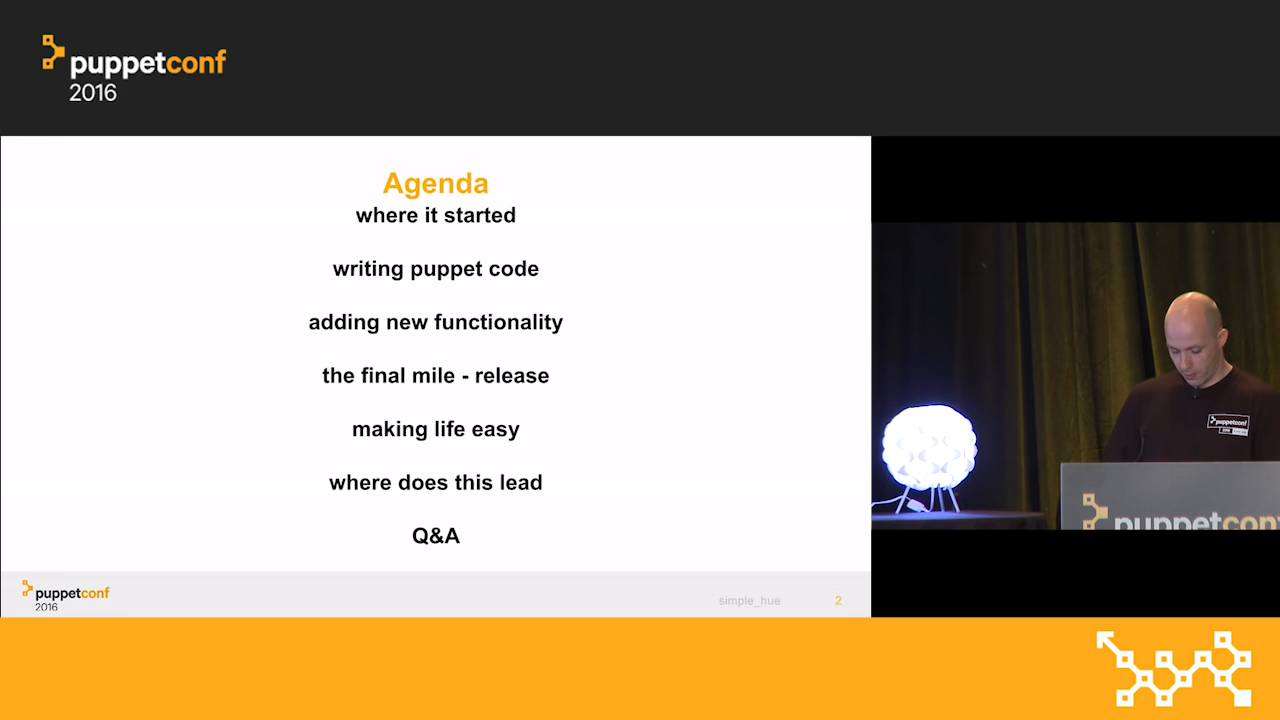 puppetconf
2016
Agenda
where it started
writing puppet code
adding new functionality
the final mile - release
making life easy
where does this lead
Q&A
puppetconf
2016
simple_hue
2
puppetconf
puppetconf